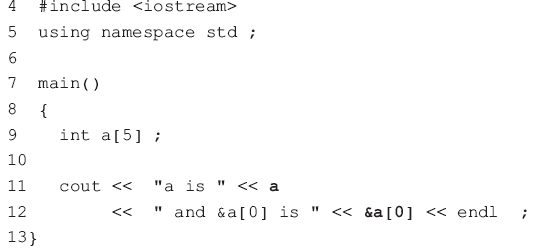 4 #include <iostream>
5 using namespace std ;
6
7 main()
8 {
9 int a[5] ;
10
11 cout << "a is " << a
12 << " and &a[0] is " << &a[0] << endl ;
13}